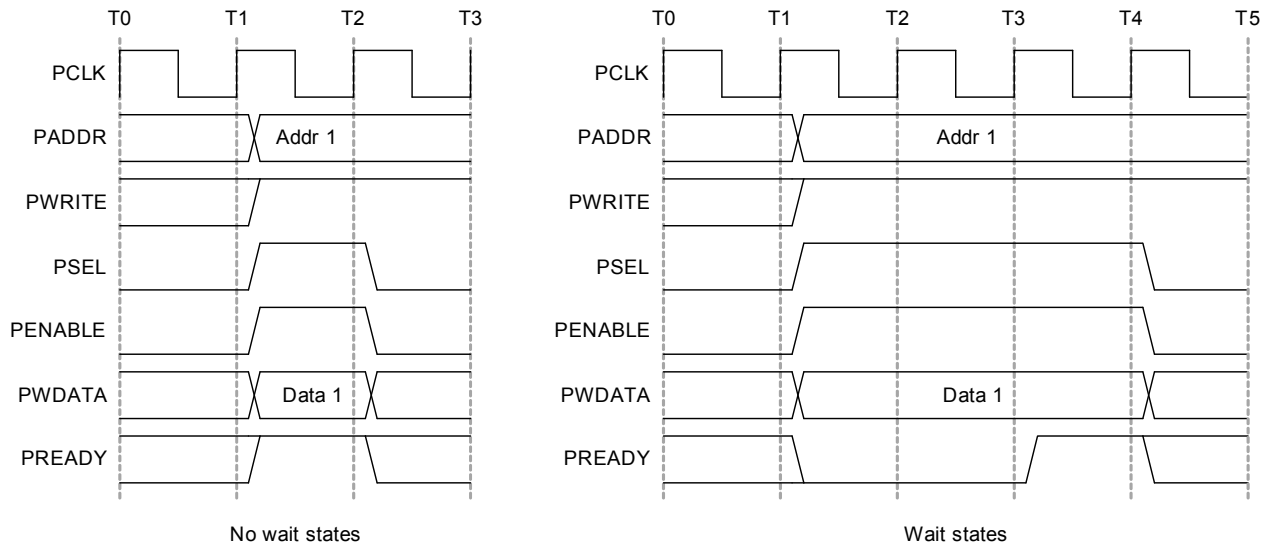 T0 T1 T2 T3
PCLK
PADDR Addr 1
PWRITE
PSEL
PENABLE
PWDATA Data 1
PREADY
No wait states
T0 T1 T2 T3 T4 T5
PCLK
PADDR Addr 1
PWRITE
PSEL
PENABLE
PWDATA Data 1
PREADY
Wait states